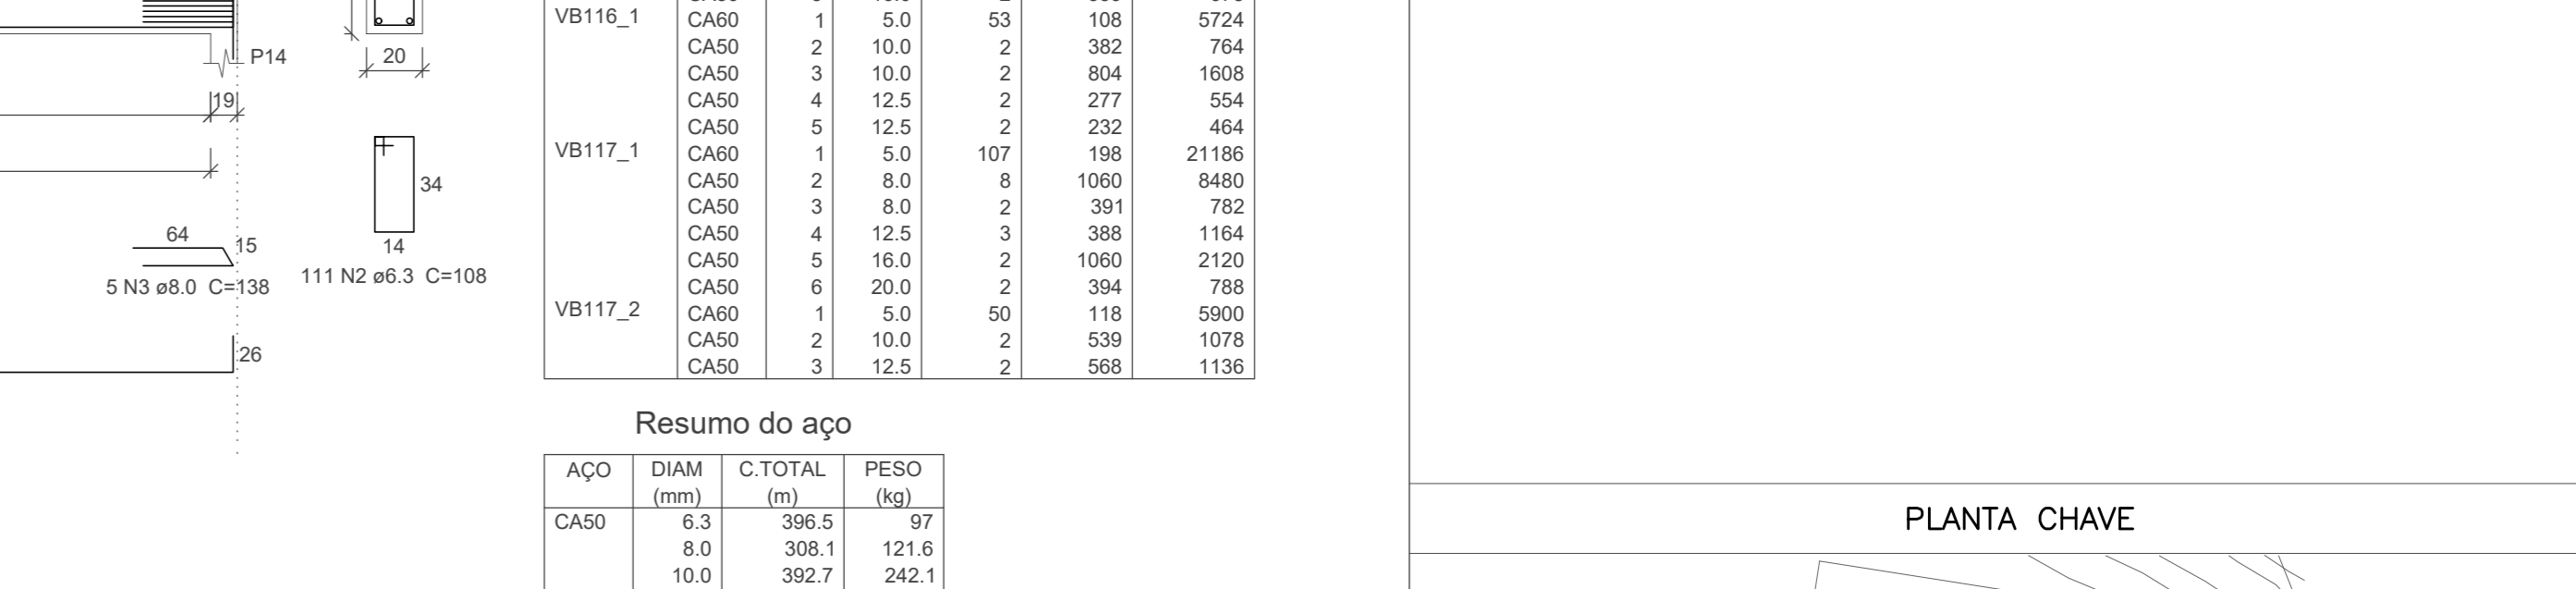 P14
20
19
34
14
64
15
5 N3 ø8.0 C=138
111 N2 ø6.3 C=108
26
VB116_1 CA60 1 5.0 53 108 5724
CA50 2 10.0 2 382 764
CA50 3 10.0 2 804 1608
CA50 4 12.5 2 277 554
CA50 5 12.5 2 232 464
VB117_1 CA60 1 5.0 107 198 21186
CA50 2 8.0 8 1060 8480
CA50 3 8.0 2 391 782
CA50 4 12.5 3 388 1164
CA50 5 16.0 2 1060 2120
CA50 6 20.0 2 394 788
VB117_2 CA60 1 5.0 50 118 5900
CA50 2 10.0 2 539 1078
CA50 3 12.5 2 568 1136
Resumo do aço
AÇO DIAM C.TOTAL PESO
(mm) (m) (kg)
CA50 6.3 396.5 97
8.0 308.1 121.6
10.0 392.7 242.1
PLANTA CHAVE